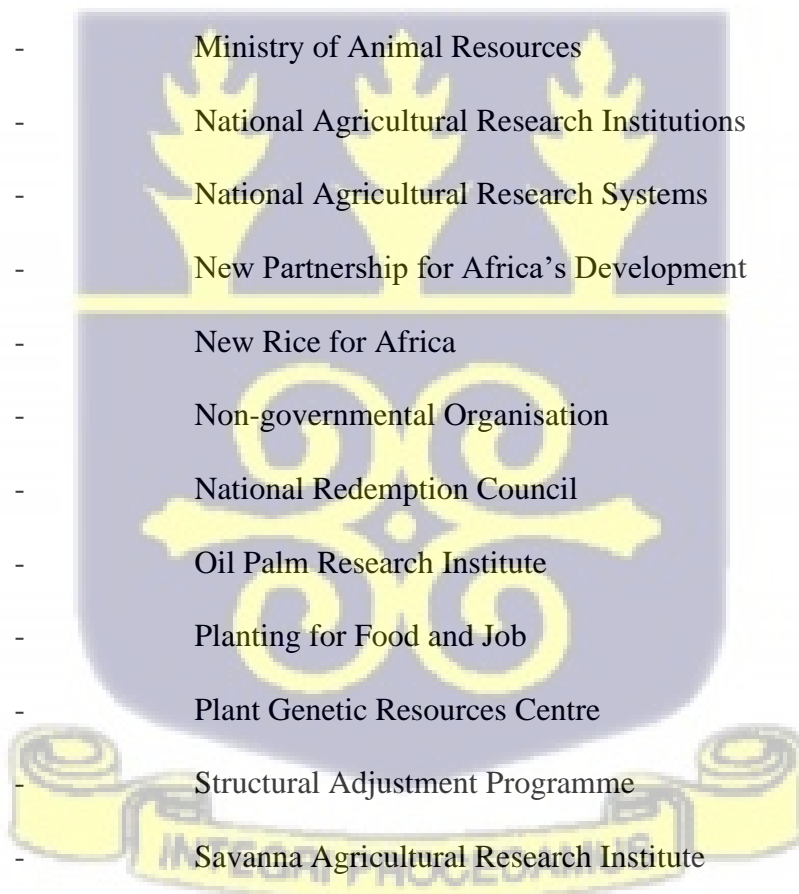 - Ministry of Animal Resources
- National Agricultural Research Institutions
- National Agricultural Research Systems
- New Partnership for Africa’s Development
- New Rice for Africa
- Non-governmental Organisation
- National Redemption Council
- Oil Palm Research Institute
- Planting for Food and Job
- Plant Genetic Resources Centre
- Structural Adjustment Programme
- Savanna Agricultural Research Institute
INTEGRI PROCEDAMUS